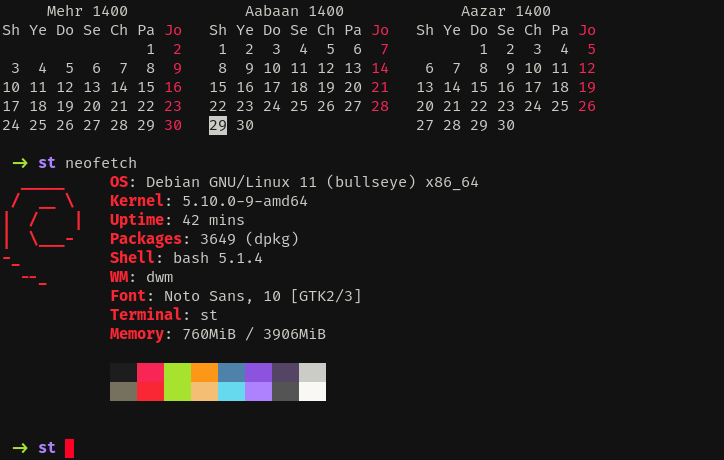 Mehr 1400             Aabaan 1400             Aazar 1400
Sh Ye Do Se Ch Pa Jo   Sh Ye Do Se Ch Pa Jo   Sh Ye Do Se Ch Pa Jo
                1  2    1  2  3  4  5  6  7          1  2  3  4  5
 3  4  5  6  7  8  9    8  9 10 11 12 13 14    6  7  8  9 10 11 12
10 11 12 13 14 15 16   15 16 17 18 19 20 21   13 14 15 16 17 18 19
17 18 19 20 21 22 23   22 23 24 25 26 27 28   20 21 22 23 24 25 26
24 25 26 27 28 29 30   29 30                  27 28 29 30
→ st neofetch
OS: Debian GNU/Linux 11 (bullseye) x86_64
Kernel: 5.10.0-9-amd64
Uptime: 42 mins
Packages: 3649 (dpkg)
Shell: bash 5.1.4
WM: dwm
Font: Noto Sans, 10 [GTK2/3]
Terminal: st
Memory: 760MiB / 3906MiB
→ st